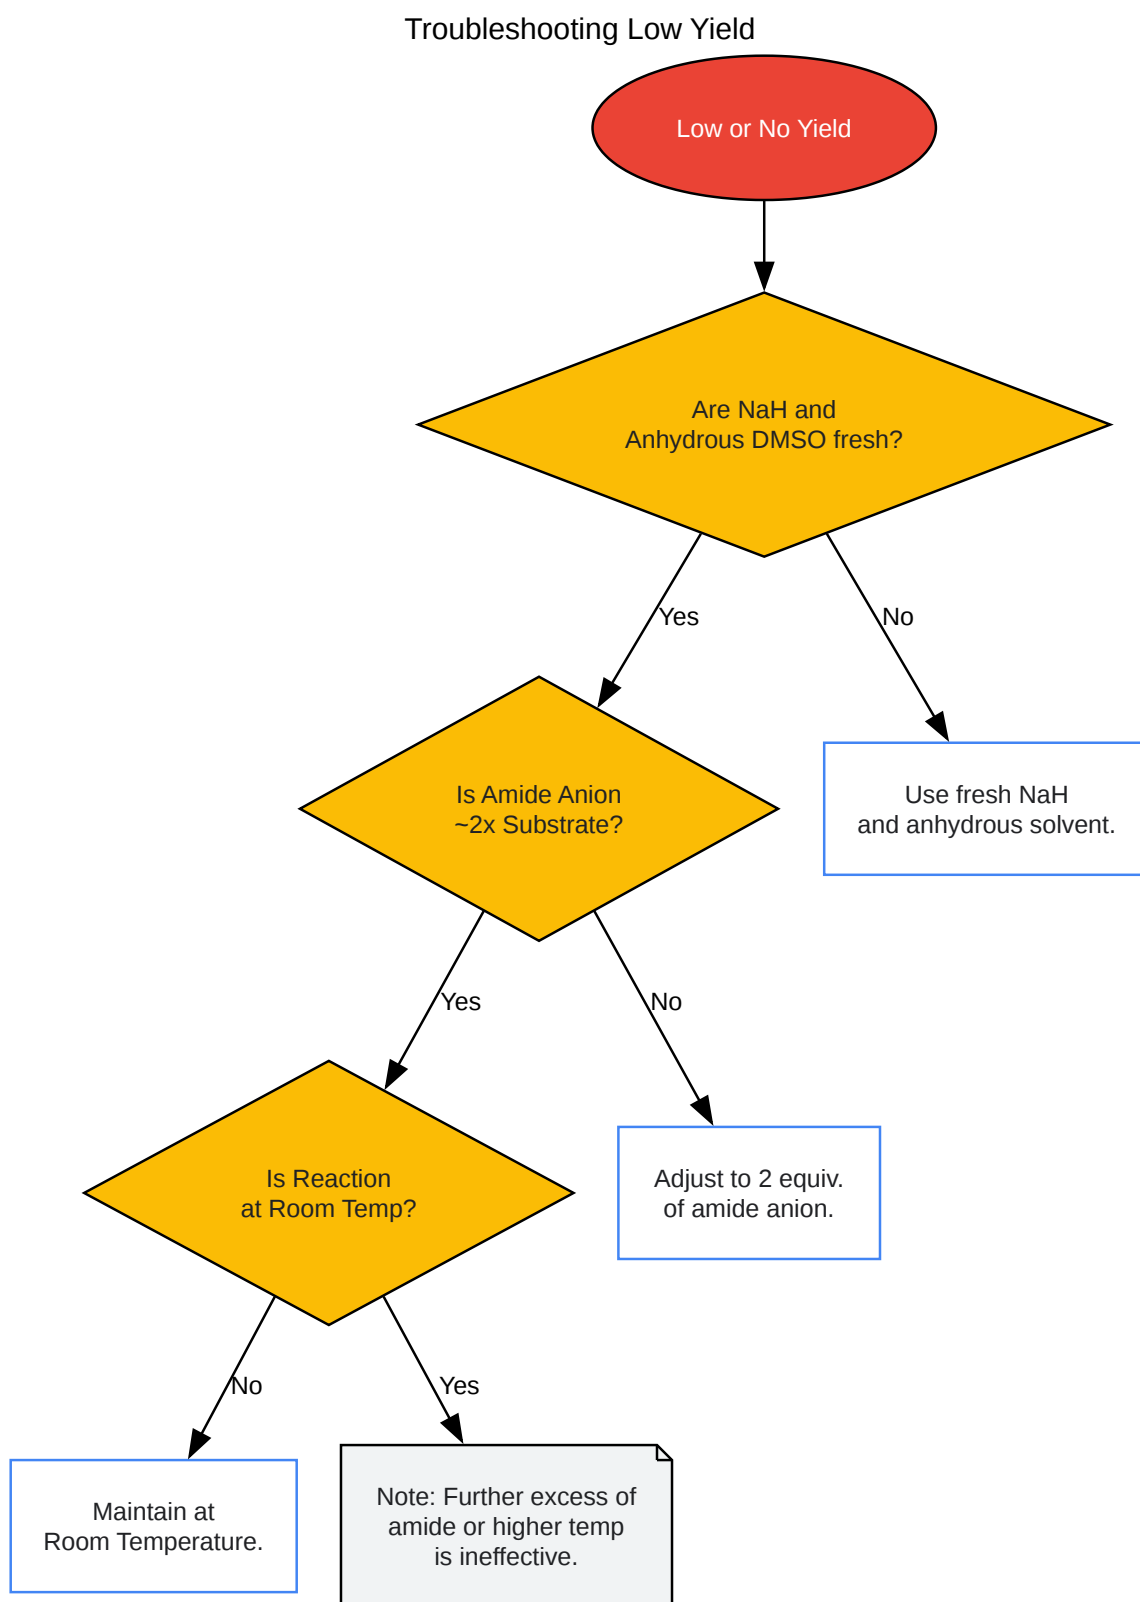 Troubleshooting Low Yield
Low or No Yield
Are NaH and
Anhydrous DMSO fresh?
Yes
No
Is Amide Anion
~2x Substrate?
Use fresh NaH
and anhydrous solvent.
Yes
No
Is Reaction
at Room Temp?
Adjust to 2 equiv.
of amide anion.
No
Yes
Maintain at
Room Temperature.
Note: Further excess of
amide or higher temp
is ineffective.